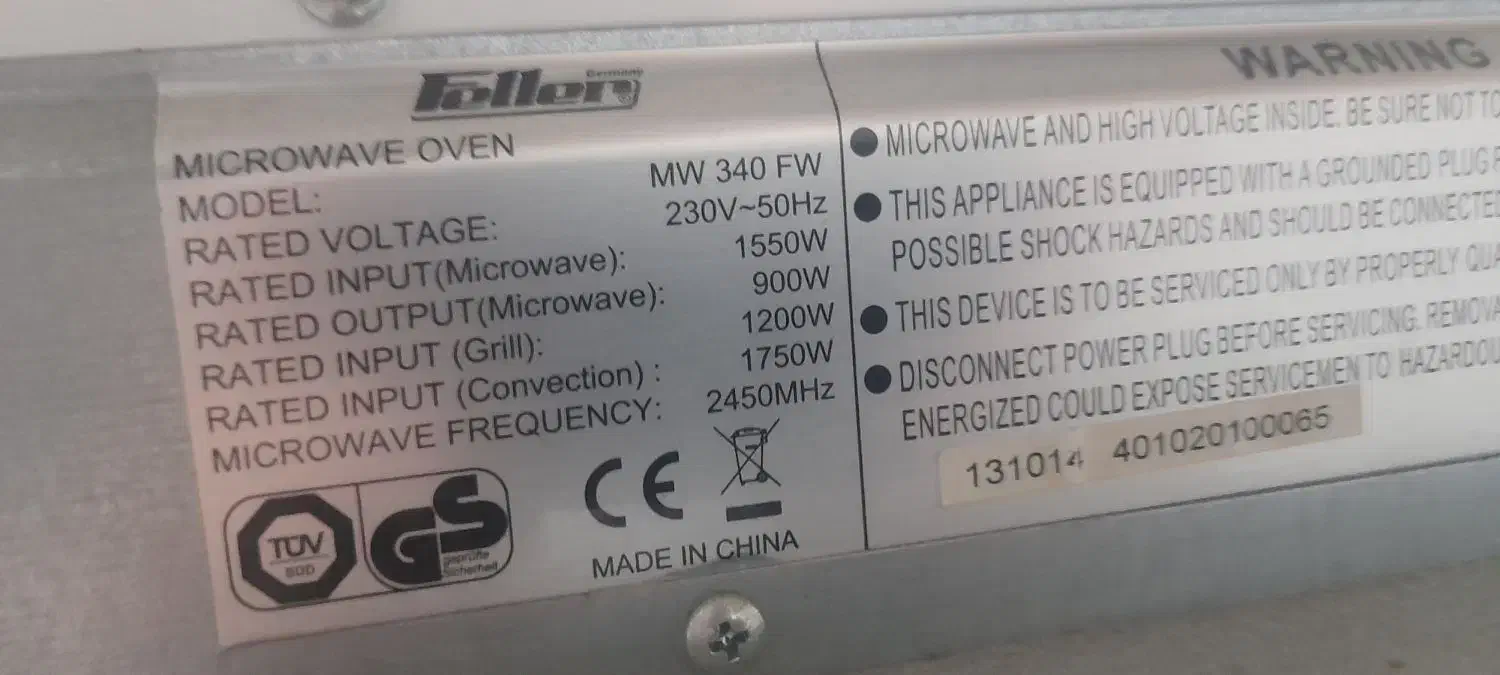 Feller
Germany
MICROWAVE OVEN
MODEL: MW 340 FW
RATED VOLTAGE: 230V~50Hz
RATED INPUT(Microwave): 1550W
RATED OUTPUT(Microwave): 900W
RATED INPUT (Grill): 1200W
RATED INPUT (Convection) : 1750W
MICROWAVE FREQUENCY: 2450MHz
TÜV
SÜD
GS
geprüfte
Sicherheit
CE
MADE IN CHINA
WARNING
● MICROWAVE AND HIGH VOLTAGE INSIDE. BE SURE NOT TO
● THIS APPLIANCE IS EQUIPPED WITH A GROUNDED PLUG
POSSIBLE SHOCK HAZARDS AND SHOULD BE CONNECTED
● THIS DEVICE IS TO BE SERVICED ONLY BY PROPERLY
● DISCONNECT POWER PLUG BEFORE SERVICING.
ENERGIZED COULD EXPOSE SERVICEMEN TO
131014 401020100065